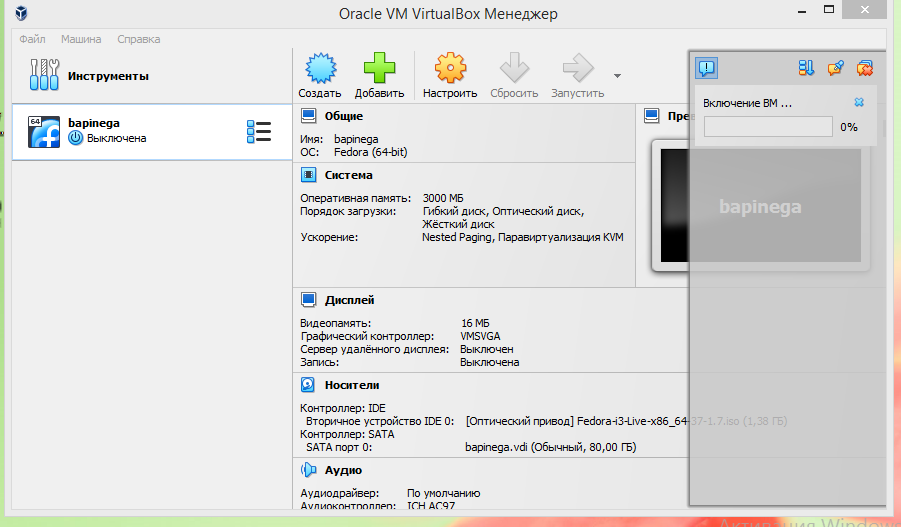 Oracle VM VirtualBox Менеджер
Файл Машина Справка
Инструменты
Создать Добавить Настроить Сбросить Запустить
64
bapinega
Выключена
Общие
Имя: bapinega
ОС: Fedora (64-bit)
Система
Оперативная память: 3000 МБ
Порядок загрузки: Гибкий диск, Оптический диск,
Жёсткий диск
Ускорение: Nested Paging, Паравиртуализация KVM
Пре
Включение ВМ ...
0%
bapinega
Дисплей
Видеопамять: 16 МБ
Графический контроллер: VMSVGA
Сервер удалённого дисплея: Выключен
Запись: Выключена
Носители
Контроллер: IDE
Вторичное устройство IDE 0: [Оптический привод] Fedora-i3-Live-x86_64-37-1.7.iso (1,38 ГБ)
Контроллер: SATA
SATA порт 0: bapinega.vdi (Обычный, 80,00 ГБ)
Аудио
Аудиодрайвер: По умолчанию
Аудиоконтроллер: ICH AC97
Активация Windows